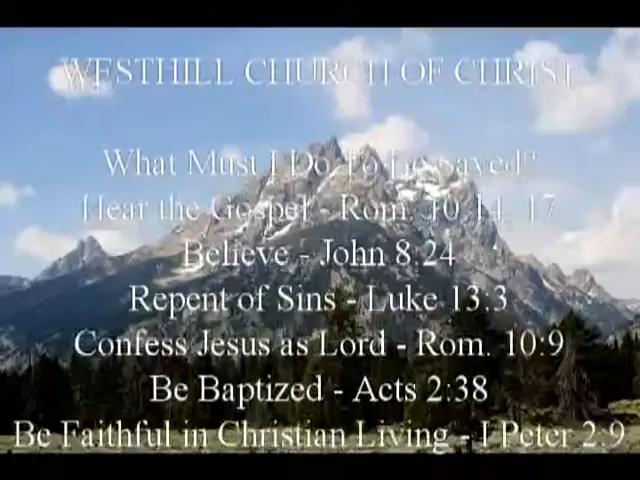 WESTHILL CHURCH OF CHRIST
What Must I Do To Be Saved?
Hear the Gospel - Rom. 10:14, 17
Believe - John 8:24
Repent of Sins - Luke 13:3
Confess Jesus as Lord - Rom. 10:9
Be Baptized - Acts 2:38
Be Faithful in Christian Living - I Peter 2:9